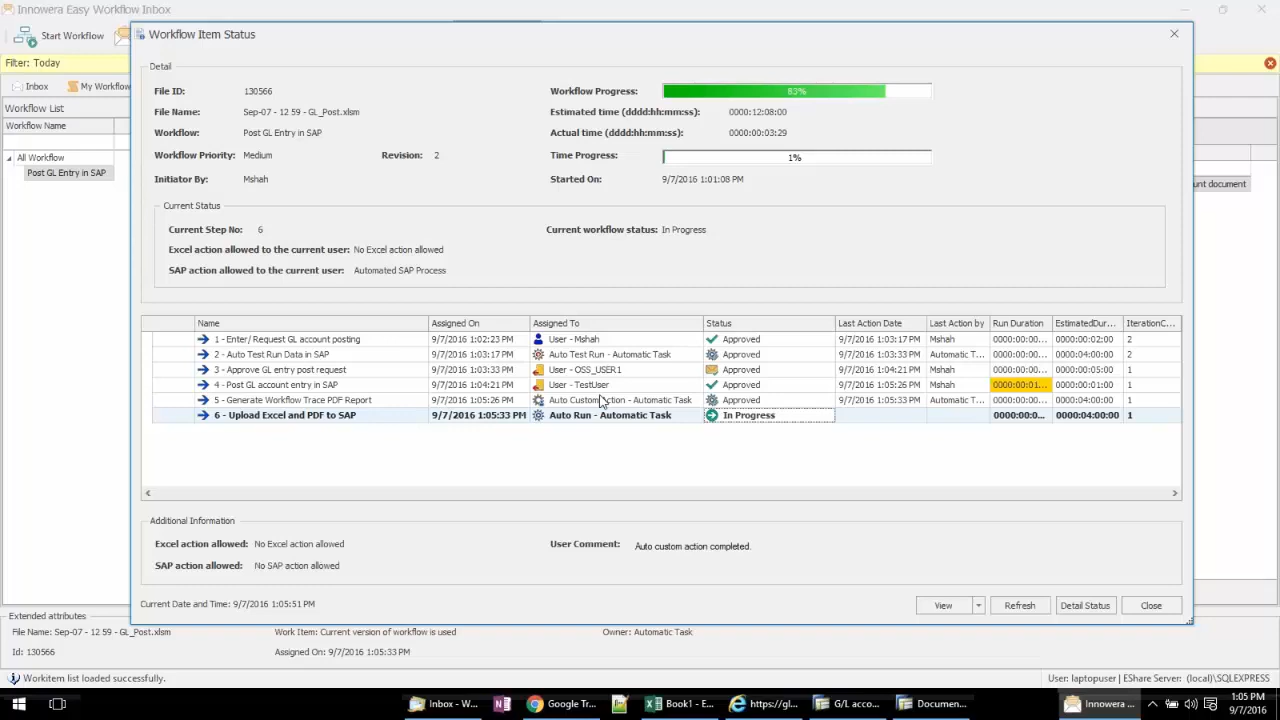 Innowera Easy Workflow Inbox
Start Workflow
Filter: Today
Inbox My Workflow
Workflow List
Workflow Name
All Workflow
Post GL Entry in SAP
Workflow Item Status
Detail
File ID: 130566
File Name: Sep-07 - 12 59 - GL_Post.xlsm
Workflow: Post GL Entry in SAP
Workflow Priority: Medium Revision: 2
Initiator By: Mshah
Workflow Progress: 83%
Estimated time (dddd:hh:mm:ss): 0000:12:08:00
Actual time (dddd:hh:mm:ss): 0000:00:03:29
Time Progress: 1%
Started On: 9/7/2016 1:01:08 PM
unt document
Current Status
Current Step No: 6 Current workflow status: In Progress
Excel action allowed to the current user: No Excel action allowed
SAP action allowed to the current user: Automated SAP Process
Name Assigned On Assigned To Status Last Action Date Last Action by Run Duration EstimatedDur... IterationC...
1 - Enter/ Request GL account posting 9/7/2016 1:02:23 PM User - Mshah Approved 9/7/2016 1:03:17 PM Mshah 0000:00:00... 0000:00:02:00 2
2 - Auto Test Run Data in SAP 9/7/2016 1:03:17 PM Auto Test Run - Automatic Task Approved 9/7/2016 1:03:33 PM Automatic T... 0000:00:00... 0000:04:00:00 2
3 - Approve GL entry post request 9/7/2016 1:03:33 PM User - OSS_USER1 Approved 9/7/2016 1:04:21 PM Mshah 0000:00:00... 0000:00:05:00 1
4 - Post GL account entry in SAP 9/7/2016 1:04:21 PM User - TestUser Approved 9/7/2016 1:05:26 PM Mshah 0000:00:01... 0000:00:01:00 1
5 - Generate Workflow Trace PDF Report 9/7/2016 1:05:26 PM Auto Custom Action - Automatic Task Approved 9/7/2016 1:05:33 PM Automatic T... 0000:00:00... 0000:04:00:00 1
6 - Upload Excel and PDF to SAP 9/7/2016 1:05:33 PM Auto Run - Automatic Task In Progress 0000:00:0... 0000:04:00:00 1
Additional Information
Excel action allowed: No Excel action allowed User Comment: Auto custom action completed.
SAP action allowed: No SAP action allowed
Current Date and Time: 9/7/2016 1:05:51 PM View Refresh Detail Status Close
Extended attributes
File Name: Sep-07 - 12 59 - GL_Post.xlsm Work Item: Current version of workflow is used Owner: Automatic Task
Id: 130566 Assigned On: 9/7/2016 1:05:33 PM
Workitem list loaded successfully. User: laptopuser | EShare Server: (local)\SQLEXPRESS
Inbox - W... Google Tr... Book1 - E... https://gl... G/L acco... Documen... Innowera ... 1:05 PM
9/7/2016